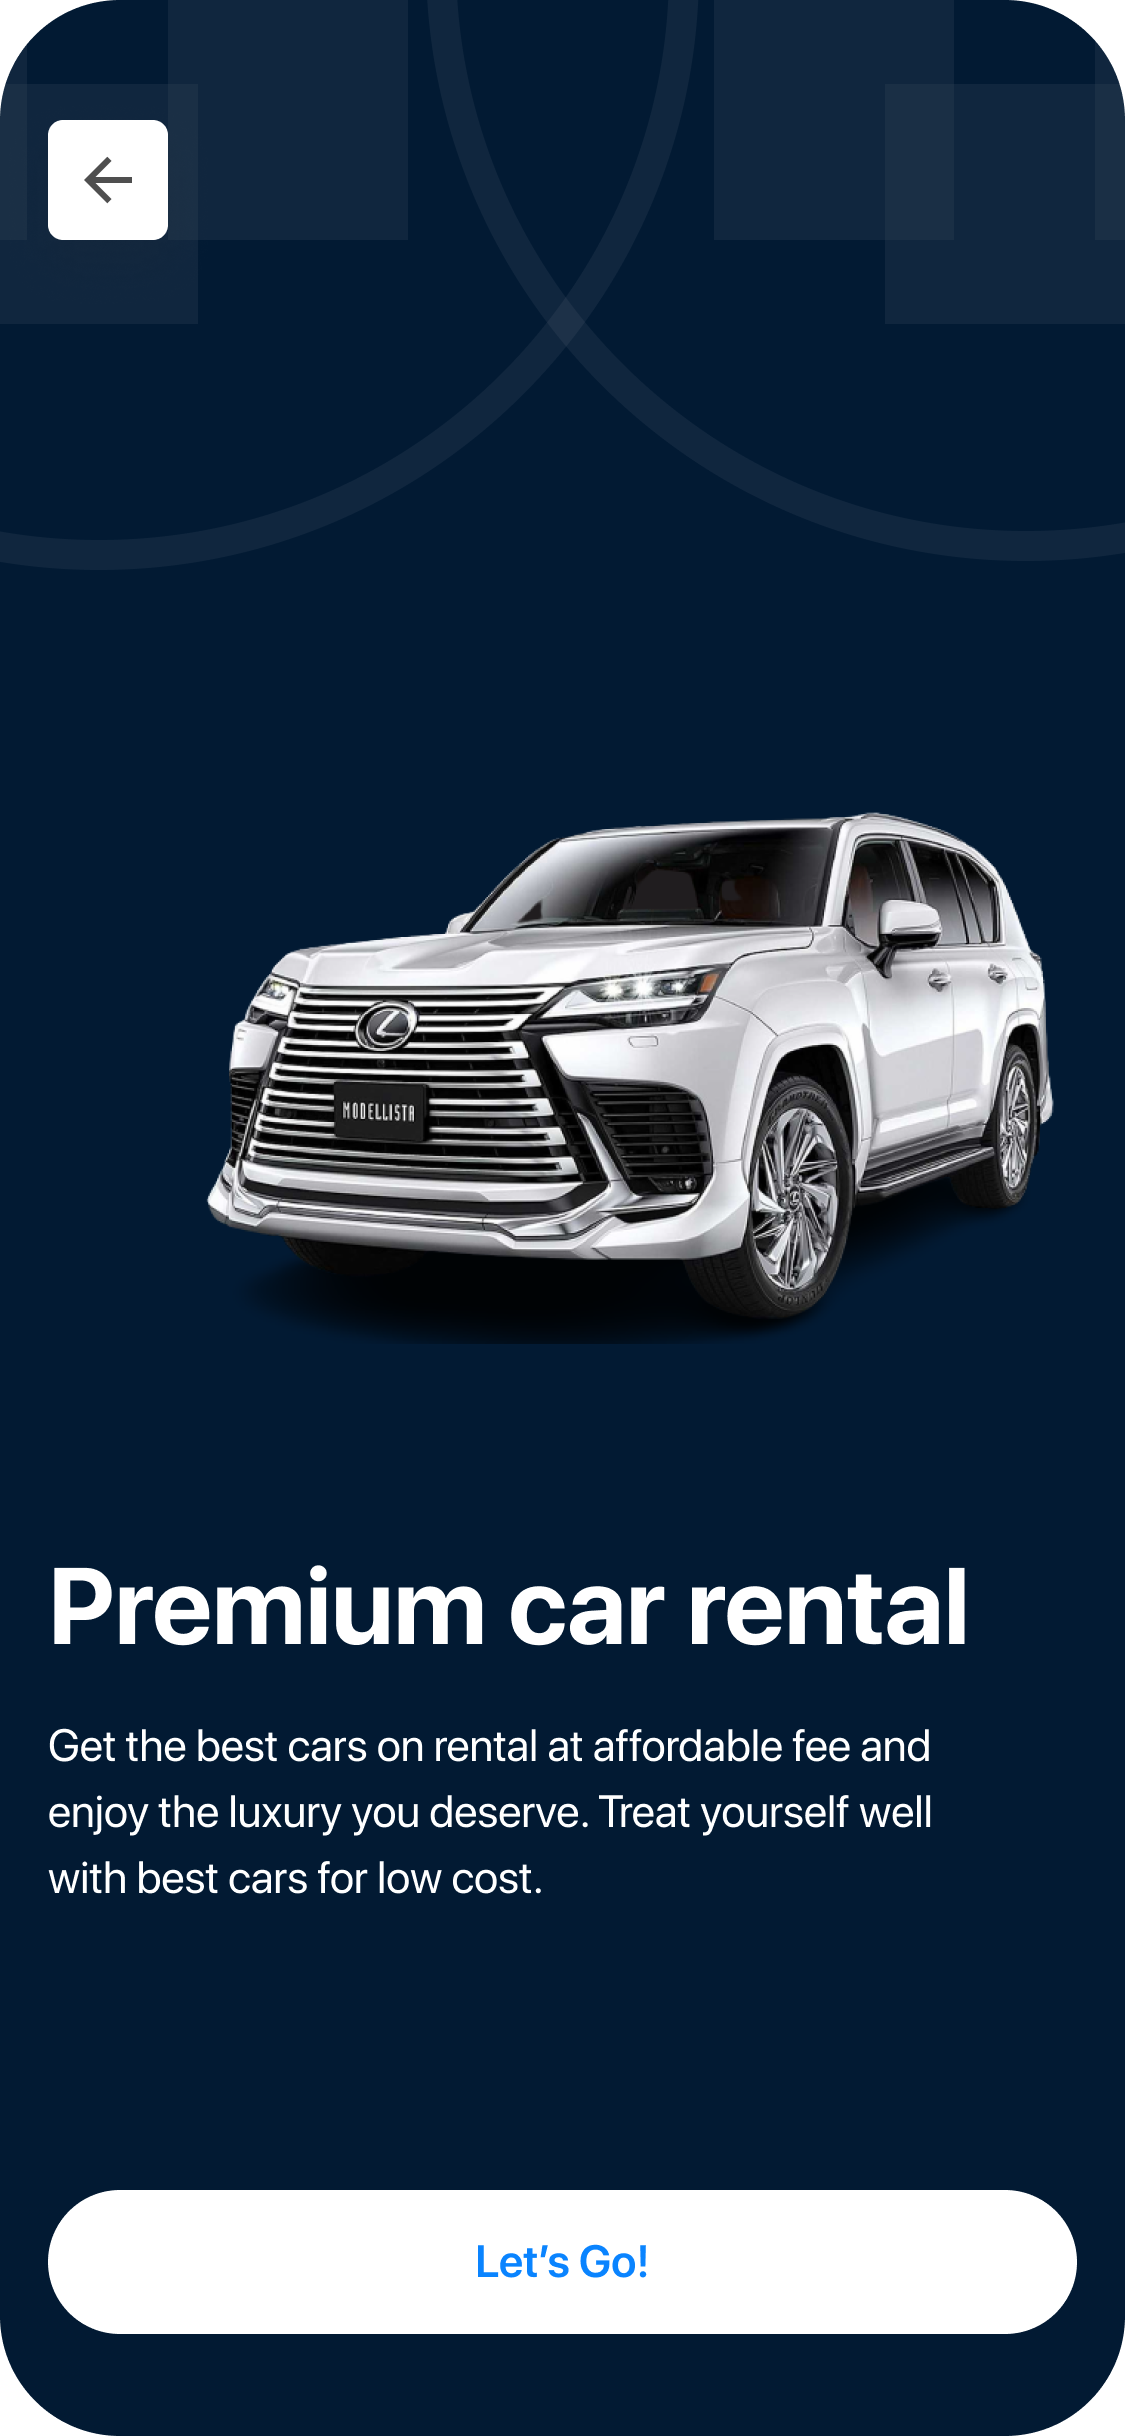 MODELLISTA
Premium car rental
Get the best cars on rental at affordable fee and
enjoy the luxury you deserve. Treat yourself well
with best cars for low cost.
Let’s Go!